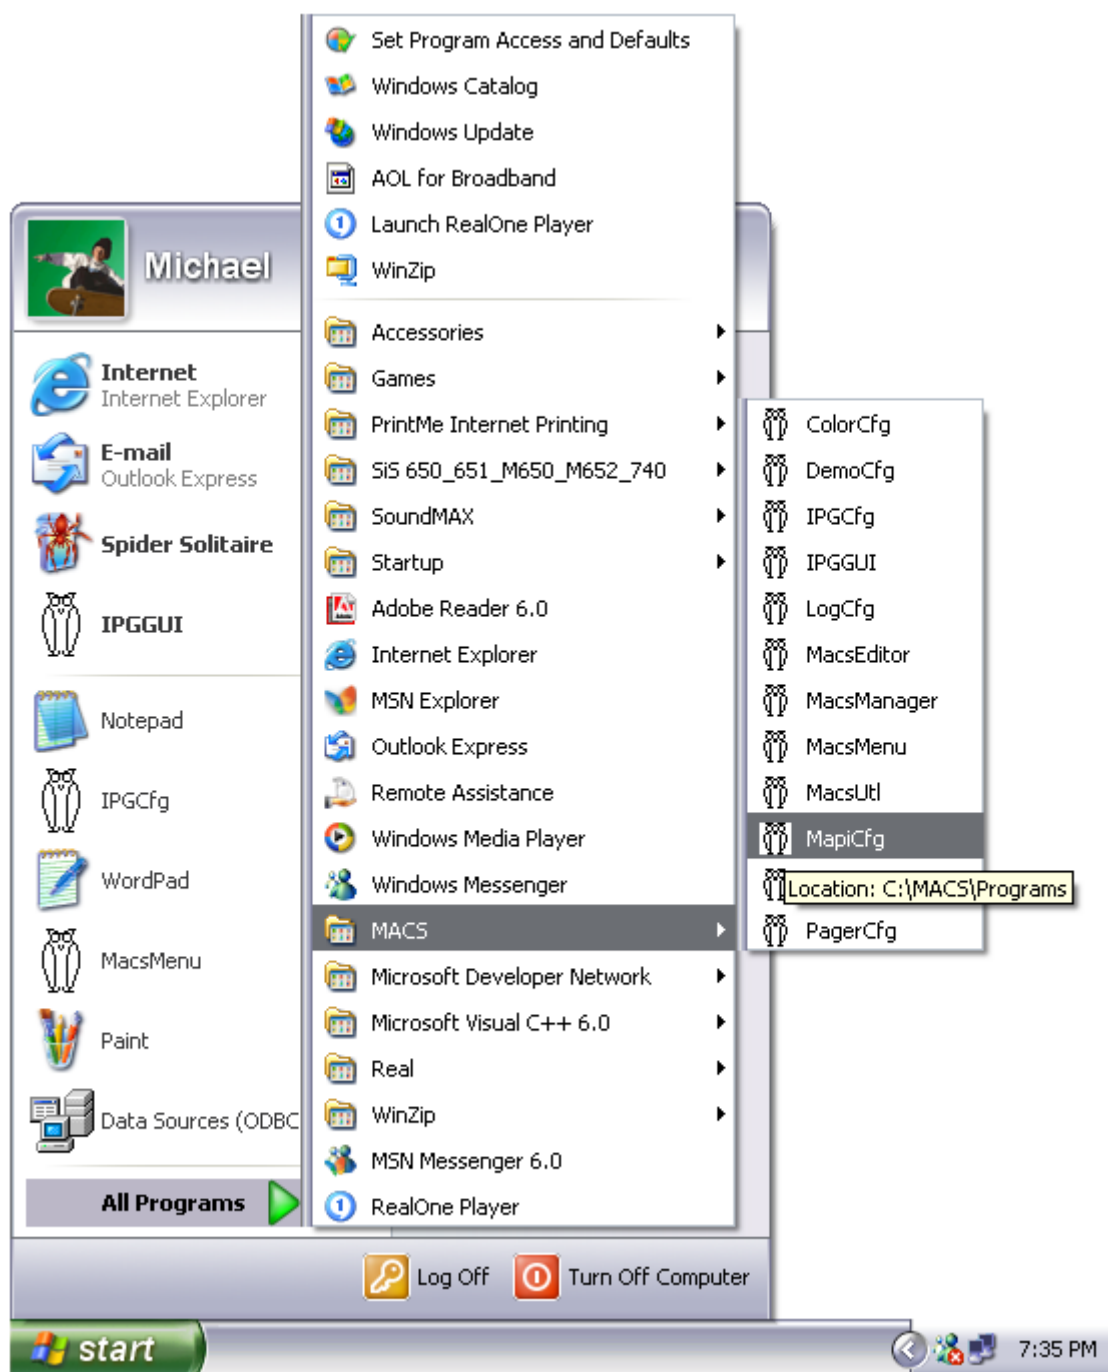 Michael
Internet
Internet Explorer
E-mail
Outlook Express
Spider Solitaire
IPGGUI
Notepad
IPGCfg
WordPad
MacsMenu
Paint
Data Sources (ODBC
All Programs
Set Program Access and Defaults
Windows Catalog
Windows Update
AOL for Broadband
Launch RealOne Player
WinZip
Accessories
Games
PrintMe Internet Printing
SiS 650_651_M650_M652_740
SoundMAX
Startup
Adobe Reader 6.0
Internet Explorer
MSN Explorer
Outlook Express
Remote Assistance
Windows Media Player
Windows Messenger
MACS
Microsoft Developer Network
Microsoft Visual C++ 6.0
Real
WinZip
MSN Messenger 6.0
RealOne Player
ColorCfg
DemoCfg
IPGCfg
IPGGUI
LogCfg
MacsEditor
MacsManager
MacsMenu
MacsUtl
MapiCfg
Location: C:\MACS\Programs
PagerCfg
Log Off
Turn Off Computer
start
7:35 PM